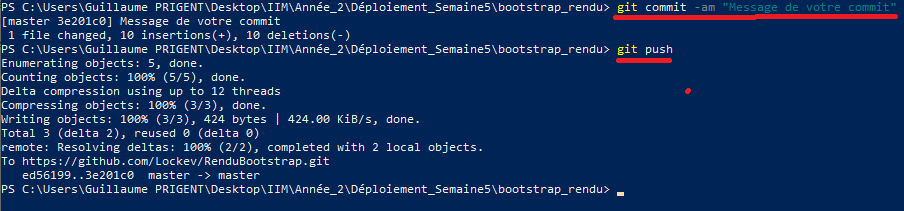 PS C:\Users\Guillaume PRIGENT\Desktop\IIM\Année_2\Déploiement_Semaine5\bootstrap_rendu> git commit -am "Message de votre commit"
[master 3e201c0] Message de votre commit
 1 file changed, 10 insertions(+), 10 deletions(-)
PS C:\Users\Guillaume PRIGENT\Desktop\IIM\Année_2\Déploiement_Semaine5\bootstrap_rendu> git push
Enumerating objects: 5, done.
Counting objects: 100% (5/5), done.
Delta compression using up to 12 threads
Compressing objects: 100% (3/3), done.
Writing objects: 100% (3/3), 424 bytes | 424.00 KiB/s, done.
Total 3 (delta 2), reused 0 (delta 0)
remote: Resolving deltas: 100% (2/2), completed with 2 local objects.
To https://github.com/Lockev/RenduBootstrap.git
   ed56199..3e201c0  master -> master
PS C:\Users\Guillaume PRIGENT\Desktop\IIM\Année_2\Déploiement_Semaine5\bootstrap_rendu>